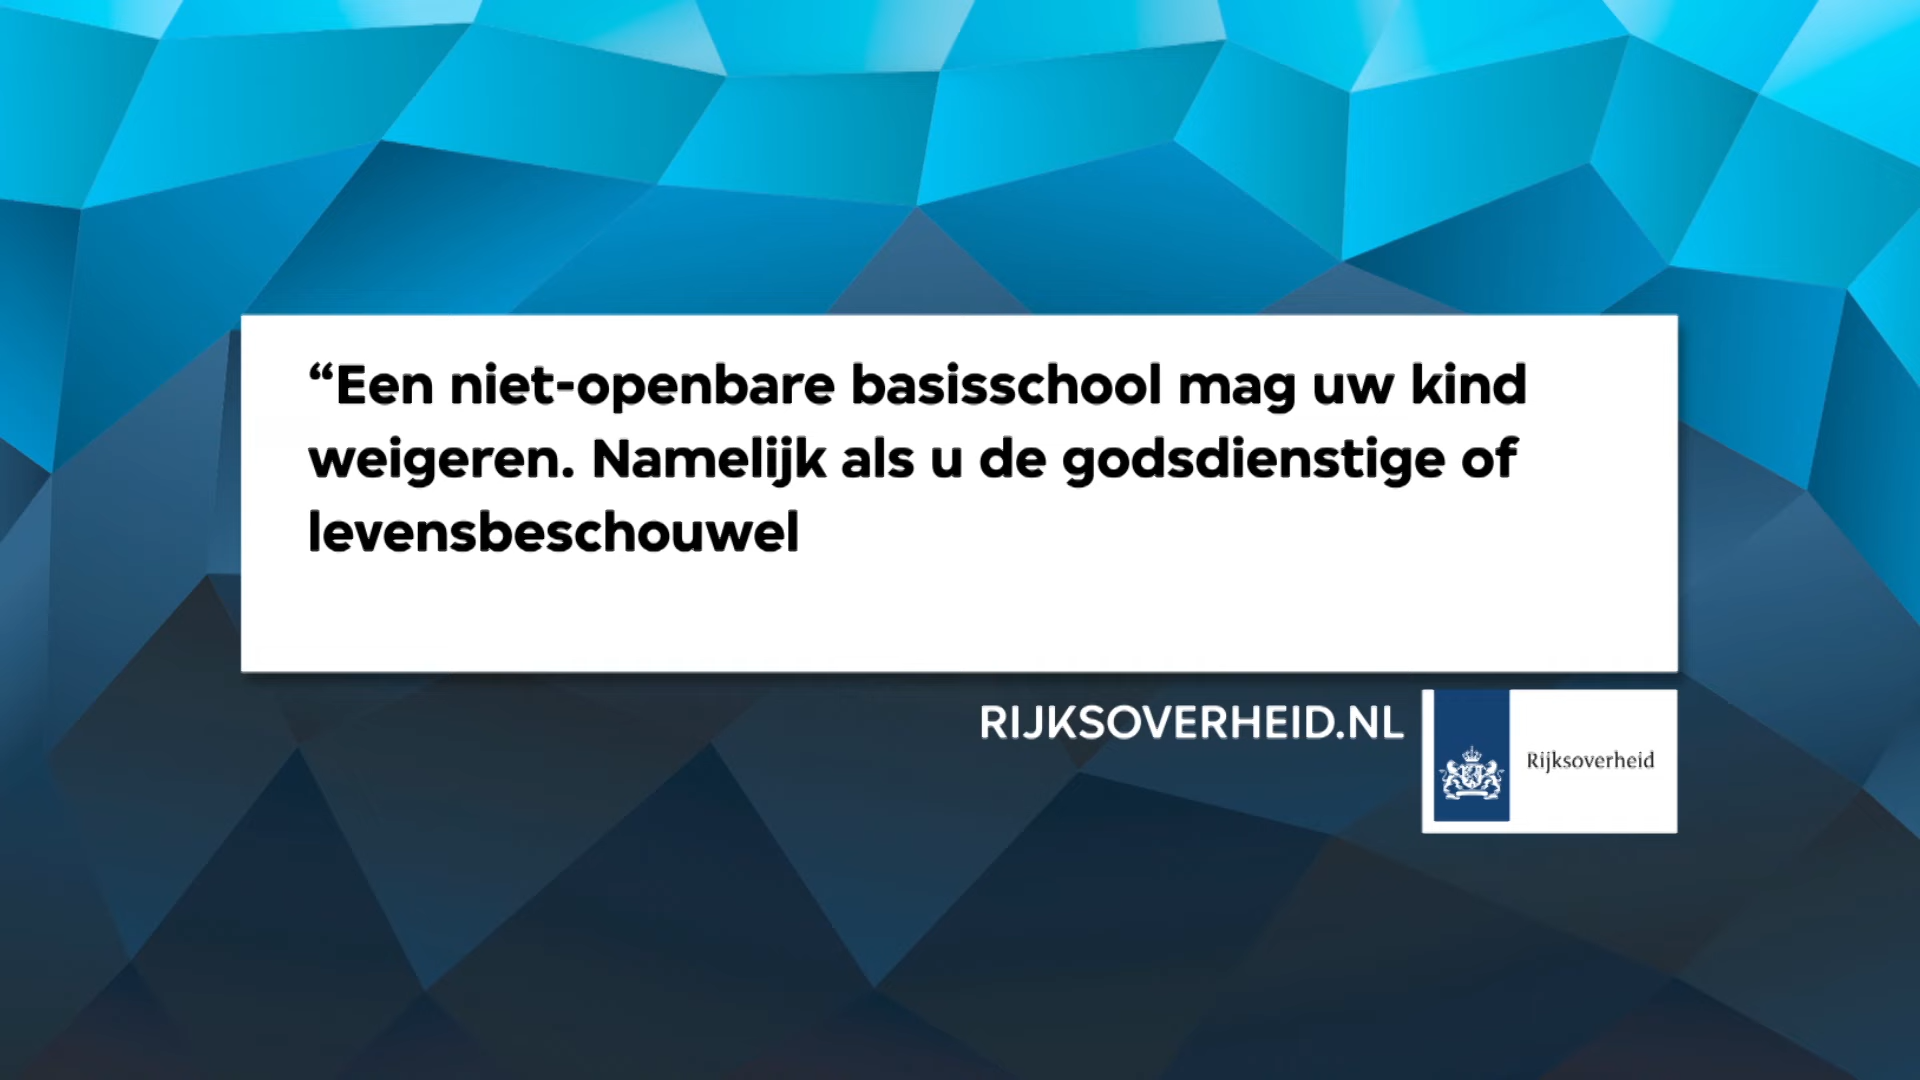 “Een niet-openbare basisschool mag uw kind
weigeren. Namelijk als u de godsdienstige of
levensbeschouwel
RIJKSOVERHEID.NL
Rijksoverheid